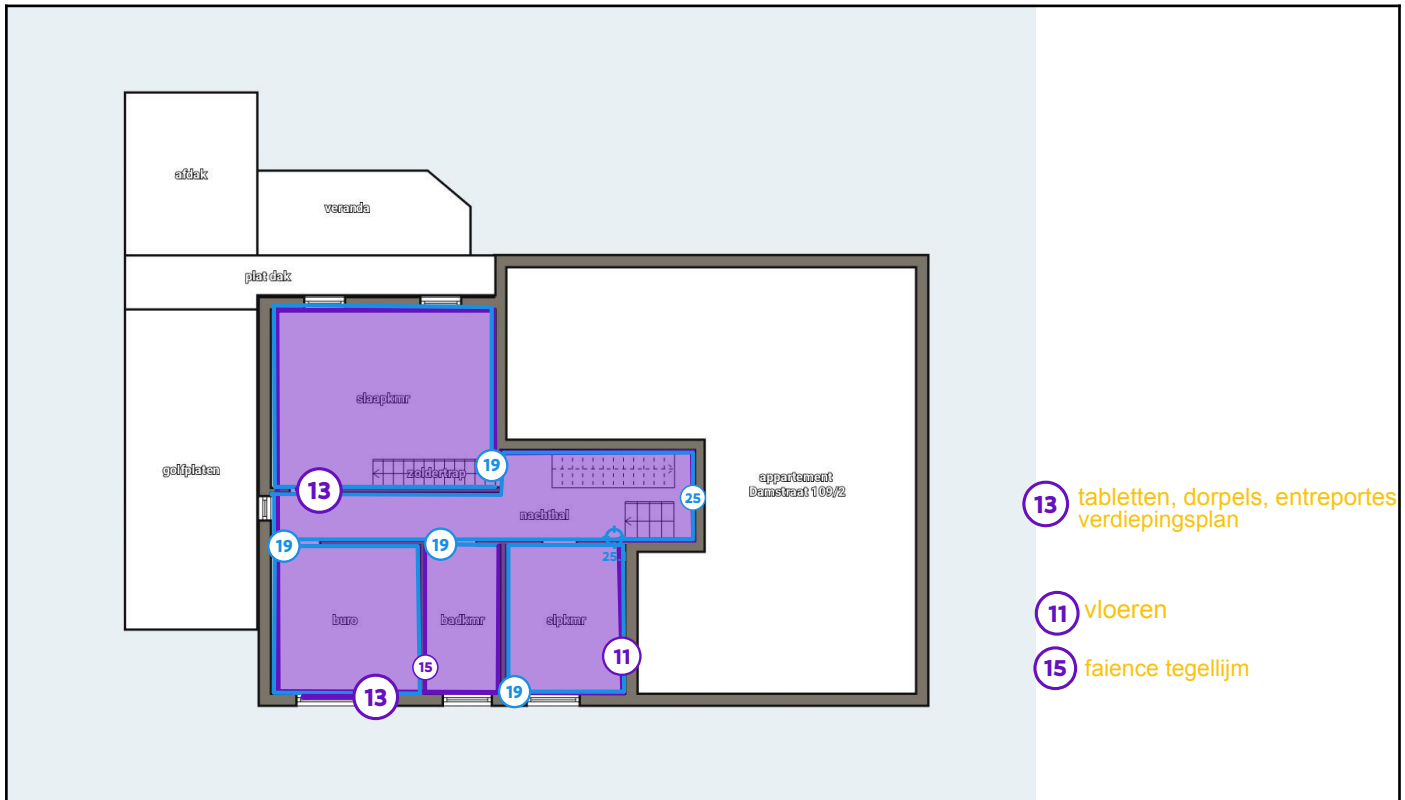 afdak
veranda
plat dak
slaapkmr
golfplaten
zoldertrap
19
13
appartement
Damstraat 109/2
25
nachthal
19
19
25
buro
badkmr
slpkmr
15
11
13
19
13 tabletten, dorpels, entreportes
verdiepingsplan
11 vloeren
15 faience tegellijm